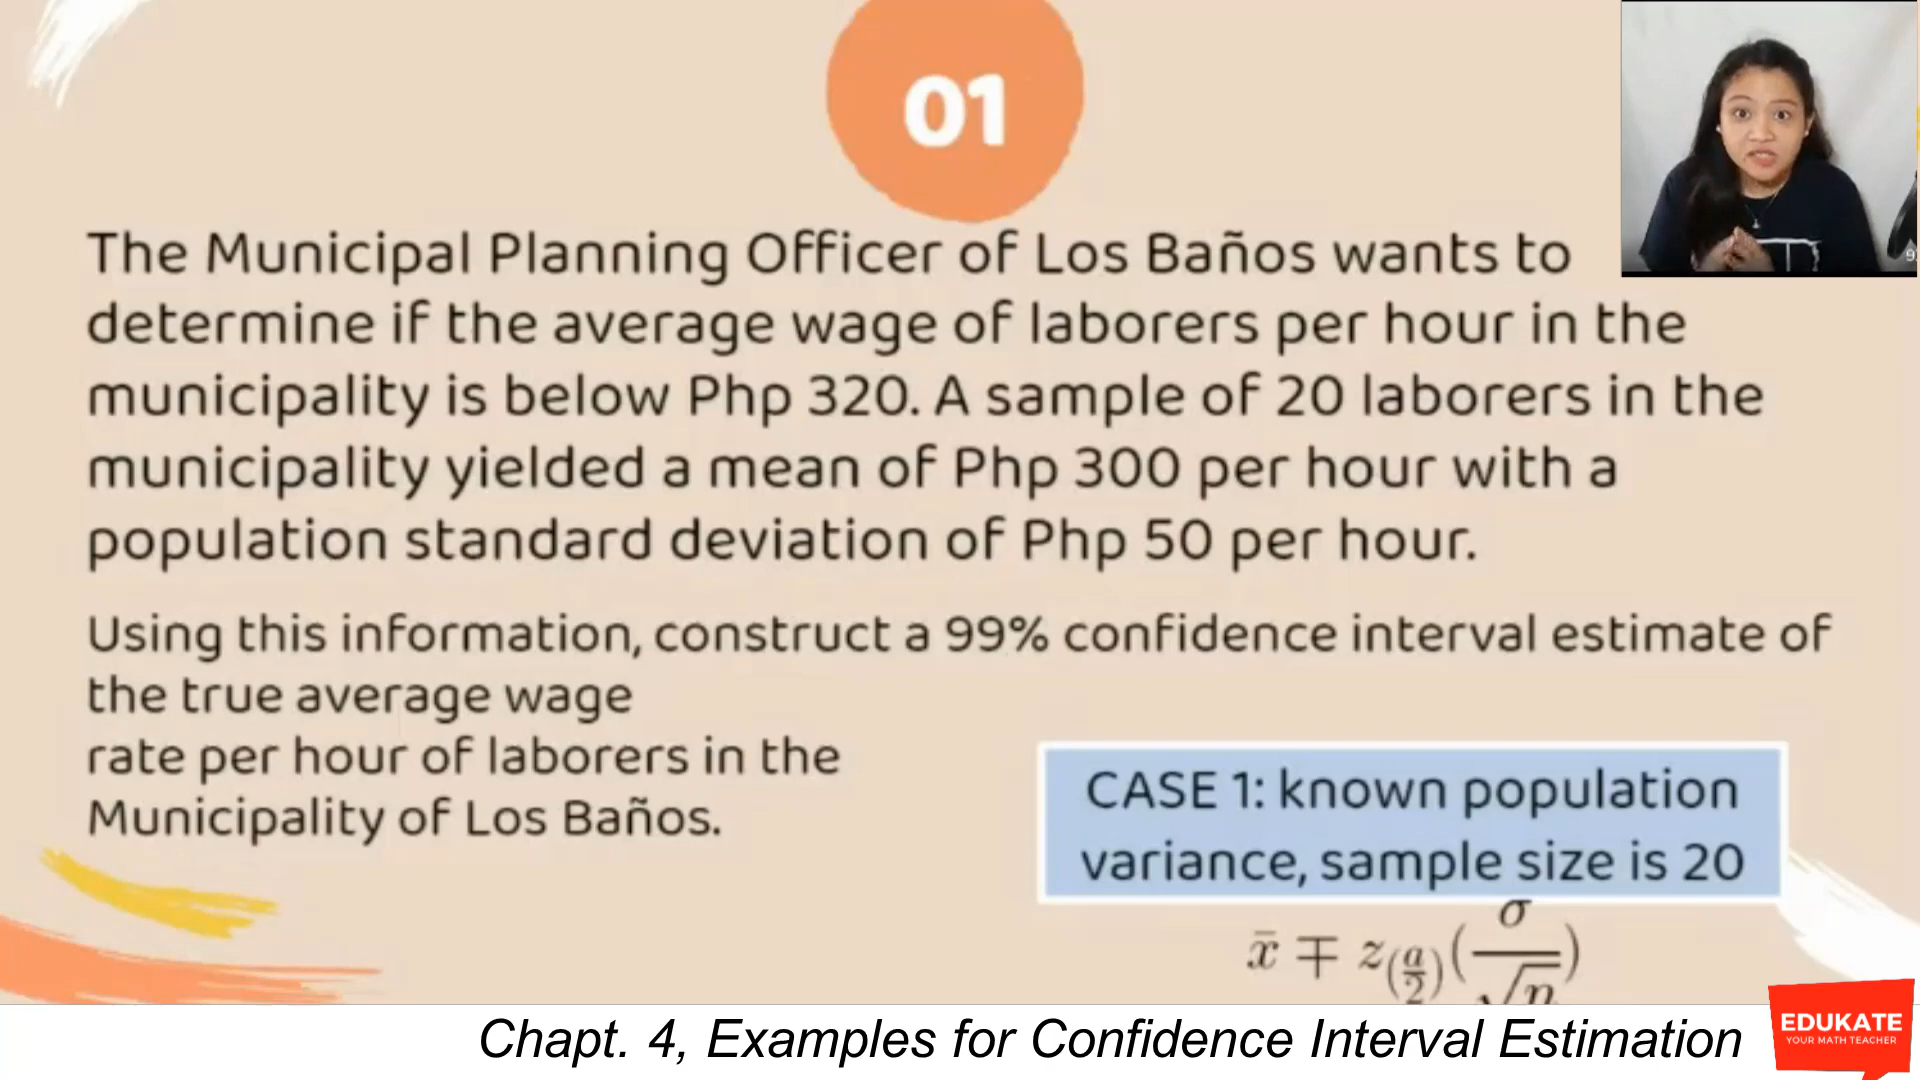 01
The Municipal Planning Officer of Los Baños wants to
determine if the average wage of laborers per hour in the
municipality is below Php 320. A sample of 20 laborers in the
municipality yielded a mean of Php 300 per hour with a
population standard deviation of Php 50 per hour.
Using this information, construct a 99% confidence interval estimate of
the true average wage
rate per hour of laborers in the
Municipality of Los Baños.
CASE 1: known population
variance, sample size is 20
x̄ ∓ z(a/2)(σ/√n)
Chapt. 4, Examples for Confidence Interval Estimation
EDUKATE
YOUR MATH TEACHER
9